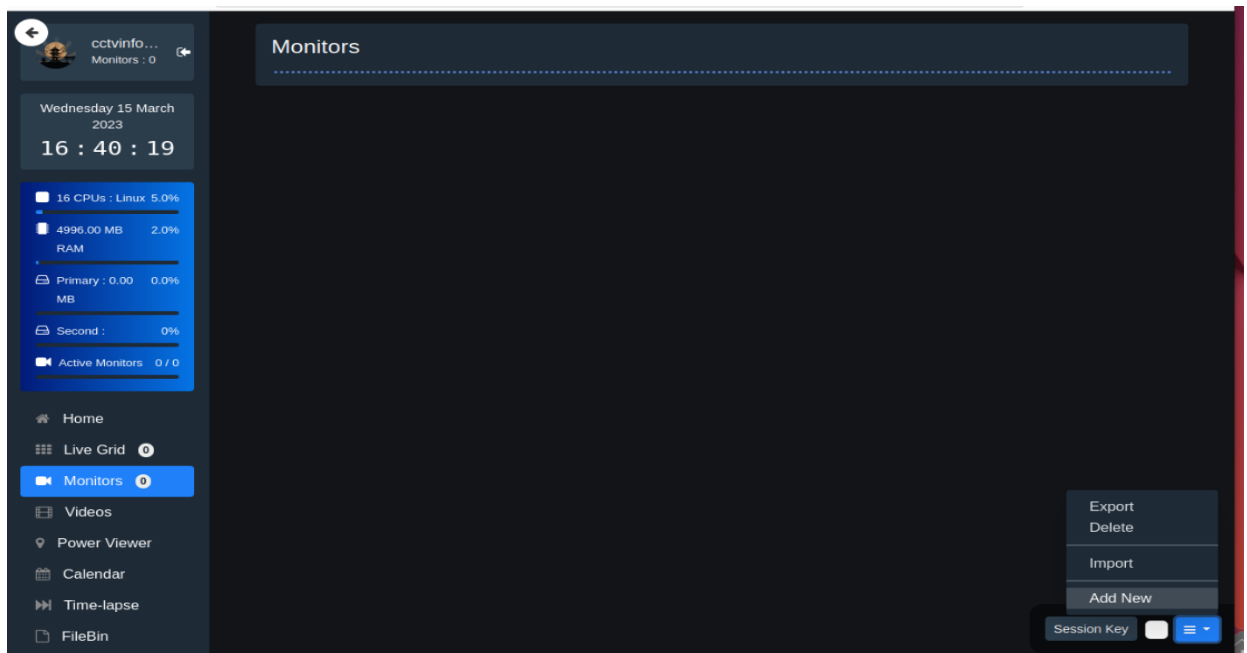 cctvinfo...
Monitors : 0
Wednesday 15 March
2023
16 : 40 : 19
16 CPUs : Linux 5.0%
4996.00 MB 2.0%
RAM
Primary : 0.00 0.0%
MB
Second : 0%
Active Monitors 0 / 0
Home
Live Grid 0
Monitors 0
Videos
Power Viewer
Calendar
Time-lapse
FileBin
Monitors
Export
Delete
Import
Add New
Session Key